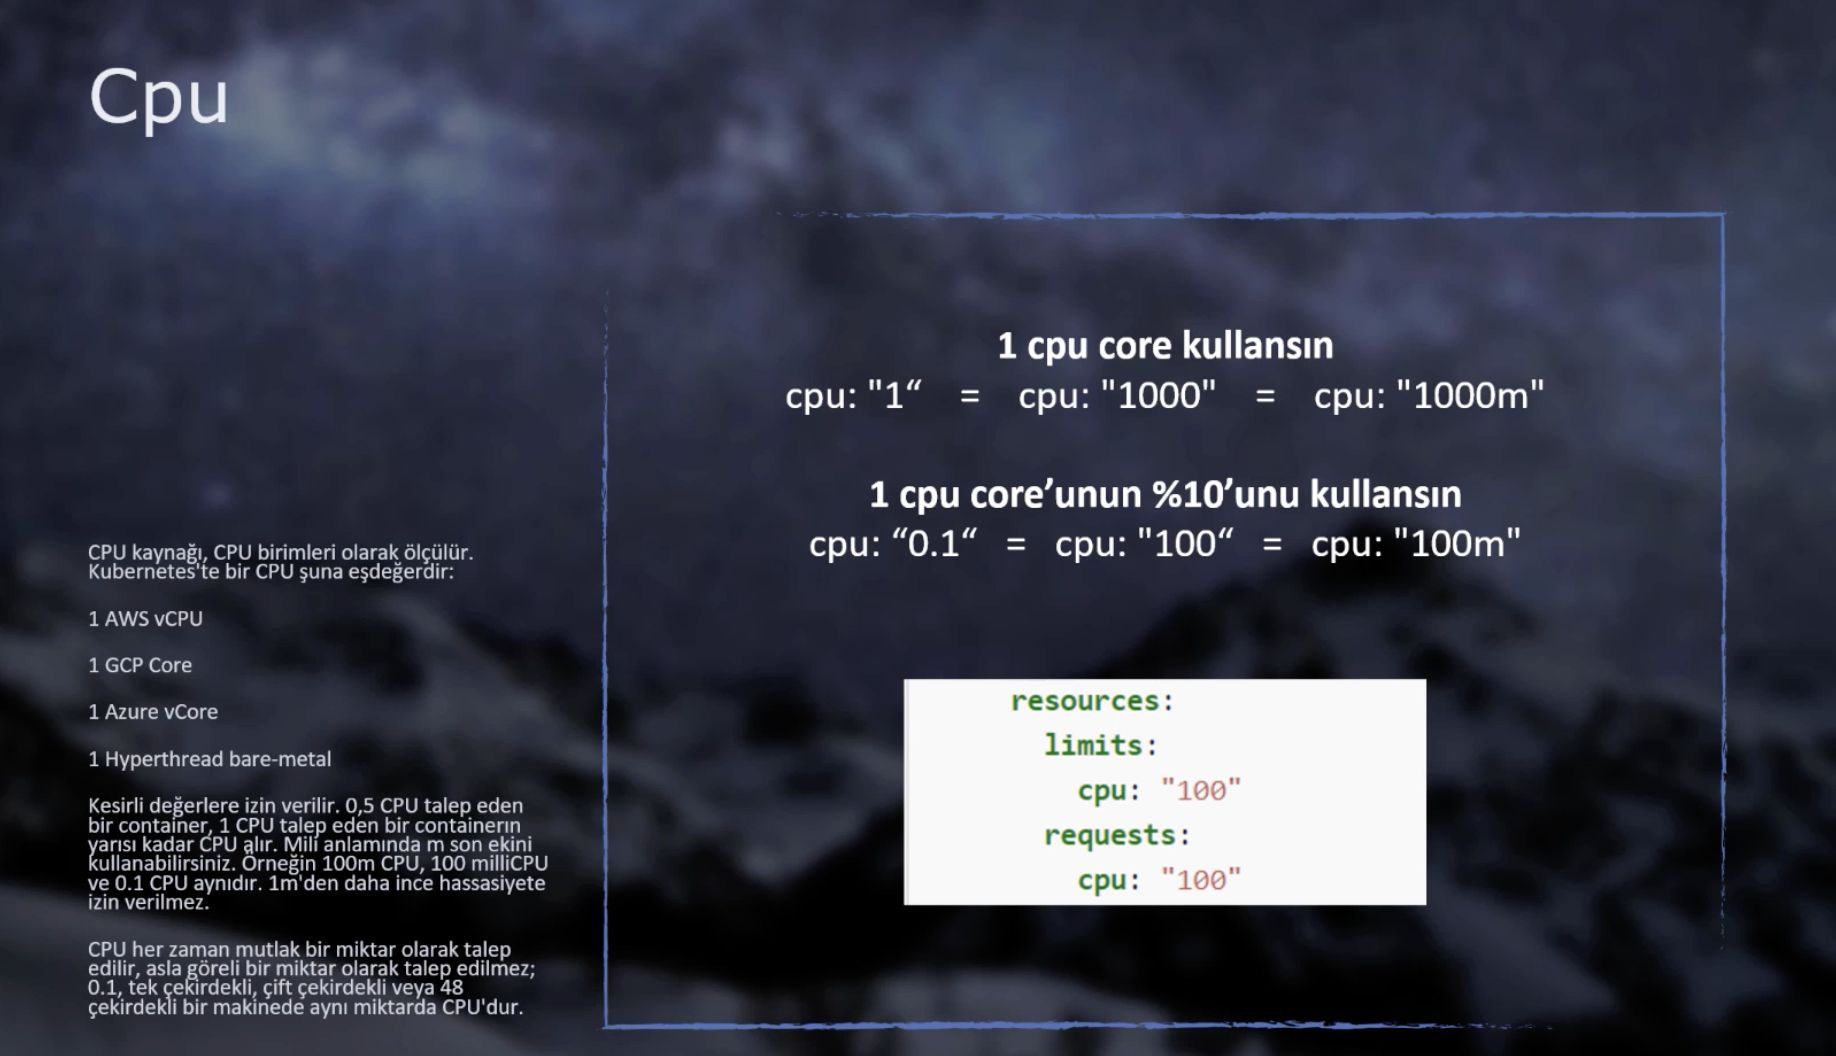 Cpu
1 cpu core kullansın
cpu: "1“ = cpu: "1000" = cpu: "1000m"
1 cpu core’unun %10’unu kullansın
cpu: “0.1“ = cpu: "100“ = cpu: "100m"
CPU kaynağı, CPU birimleri olarak ölçülür.
Kubernetes'te bir CPU şuna eşdeğerdir:
1 AWS vCPU
1 GCP Core
1 Azure vCore
1 Hyperthread bare-metal
Kesirli değerlere izin verilir. 0,5 CPU talep eden
bir container, 1 CPU talep eden bir containerın
yarısı kadar CPU alır. Mili anlamında m son ekini
kullanabilirsiniz. Örneğin 100m CPU, 100 milliCPU
ve 0.1 CPU aynıdır. 1m'den daha ince hassasiyete
izin verilmez.
CPU her zaman mutlak bir miktar olarak talep
edilir, asla göreli bir miktar olarak talep edilmez;
0.1, tek çekirdekli, çift çekirdekli veya 48
çekirdekli bir makinede aynı miktarda CPU'dur.
resources:
limits:
cpu: "100"
requests:
cpu: "100"